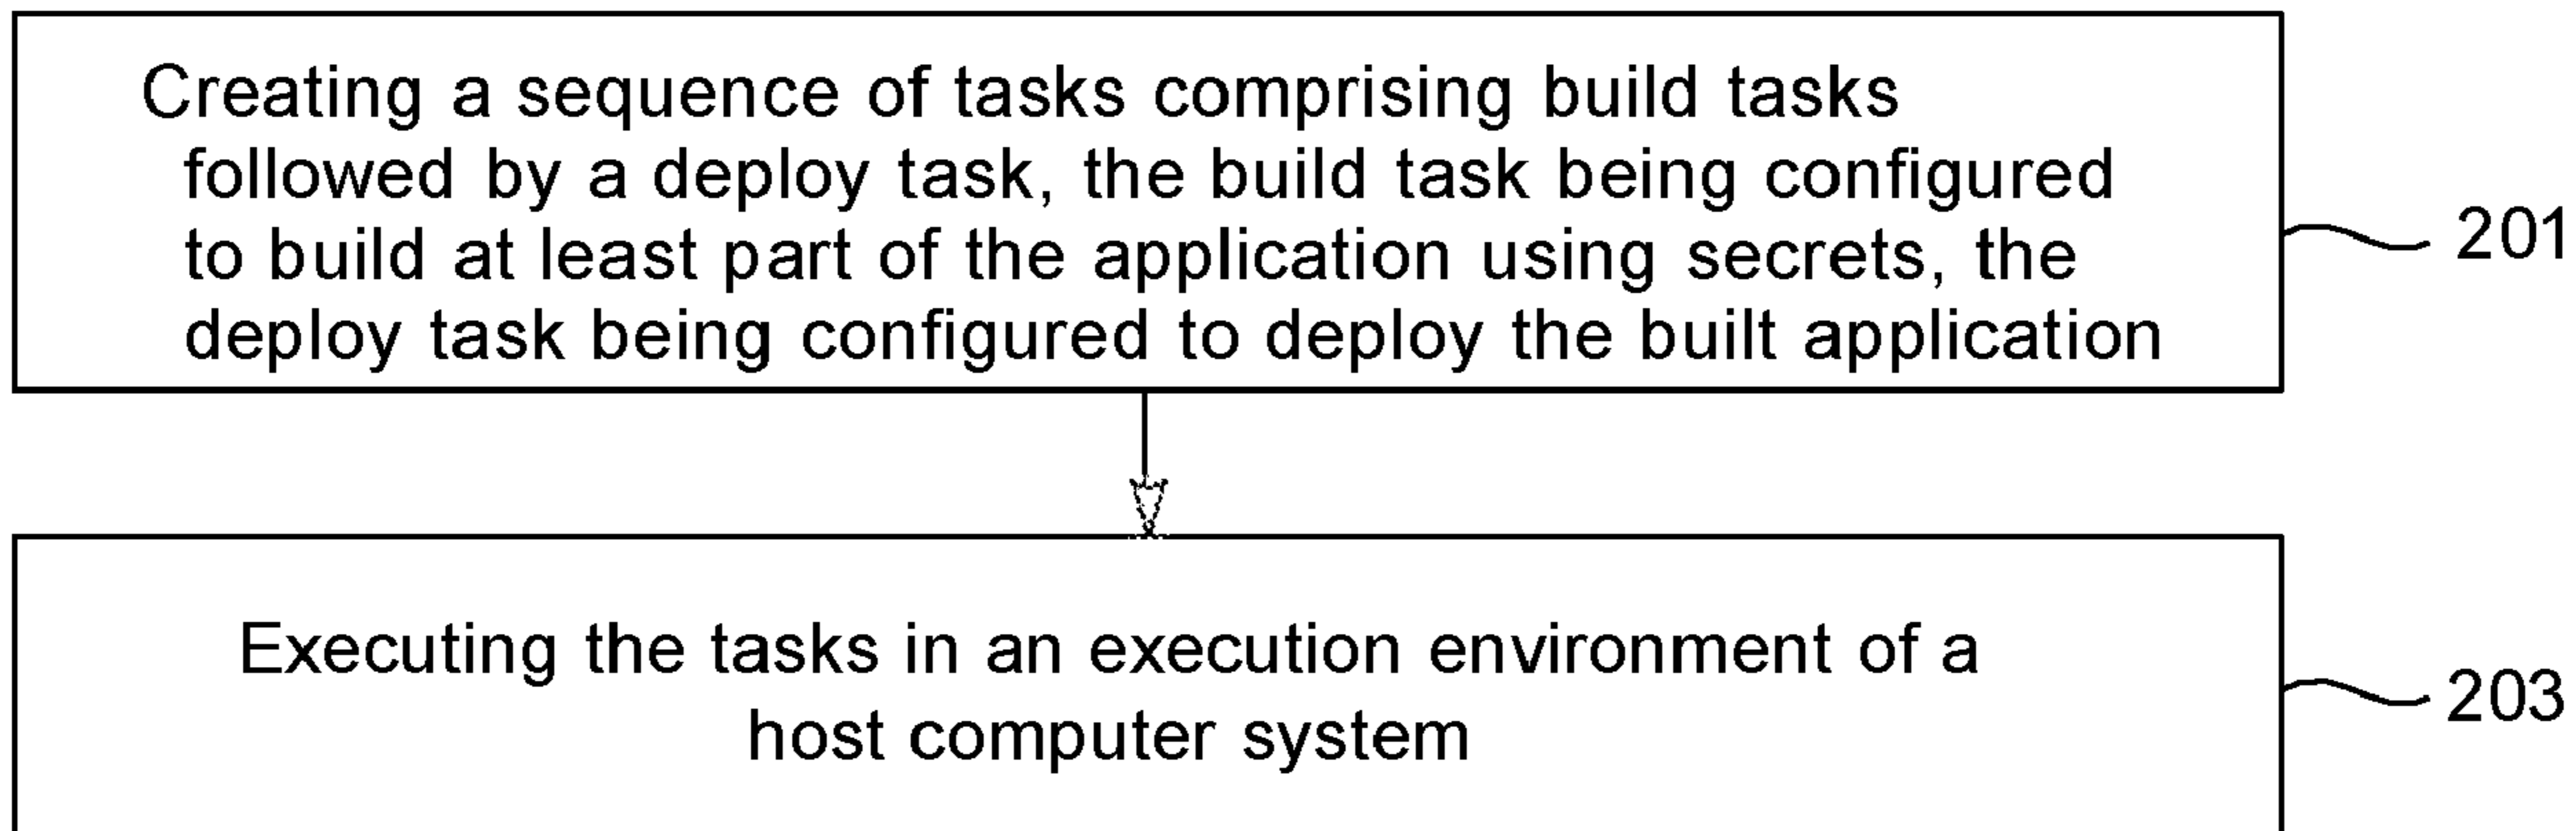 Creating a sequence of tasks comprising build tasks
followed by a deploy task, the build task being configured
to build at least part of the application using secrets, the
deploy task being configured to deploy the built application
201
Executing the tasks in an execution environment of a
host computer system
203